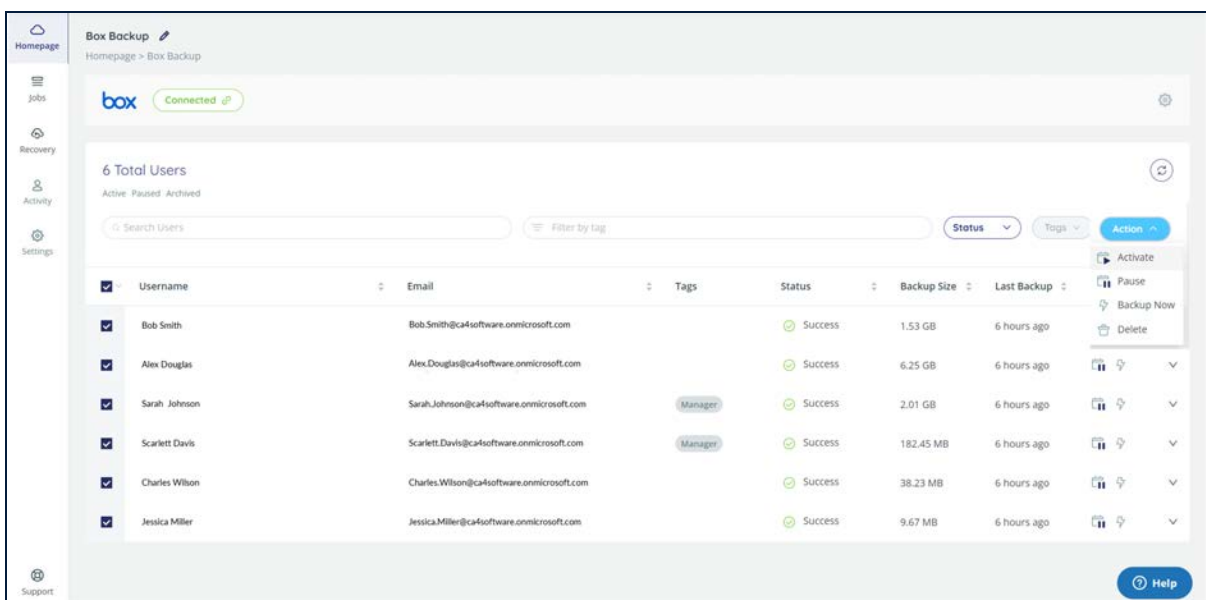 Homepage
Jobs
Recovery
Activity
Settings
Support
Box Backup
Homepage > Box Backup
box Connected
6 Total Users
Active Paused Archived
Search Users Filter by tag Status Tags Action
Activate
Pause
Backup Now
Delete
Username Email Tags Status Backup Size Last Backup
Bob Smith Bob.Smith@ca4software.onmicrosoft.com Success 1.53 GB 6 hours ago
Alex Douglas Alex.Douglas@ca4software.onmicrosoft.com Success 6.25 GB 6 hours ago
Sarah Johnson Sarah.Johnson@ca4software.onmicrosoft.com Manager Success 2.01 GB 6 hours ago
Scarlett Davis Scarlett.Davis@ca4software.onmicrosoft.com Manager Success 182.45 MB 6 hours ago
Charles Wilson Charles.Wilson@ca4software.onmicrosoft.com Success 38.23 MB 6 hours ago
Jessica Miller Jessica.Miller@ca4software.onmicrosoft.com Success 9.67 MB 6 hours ago
Help